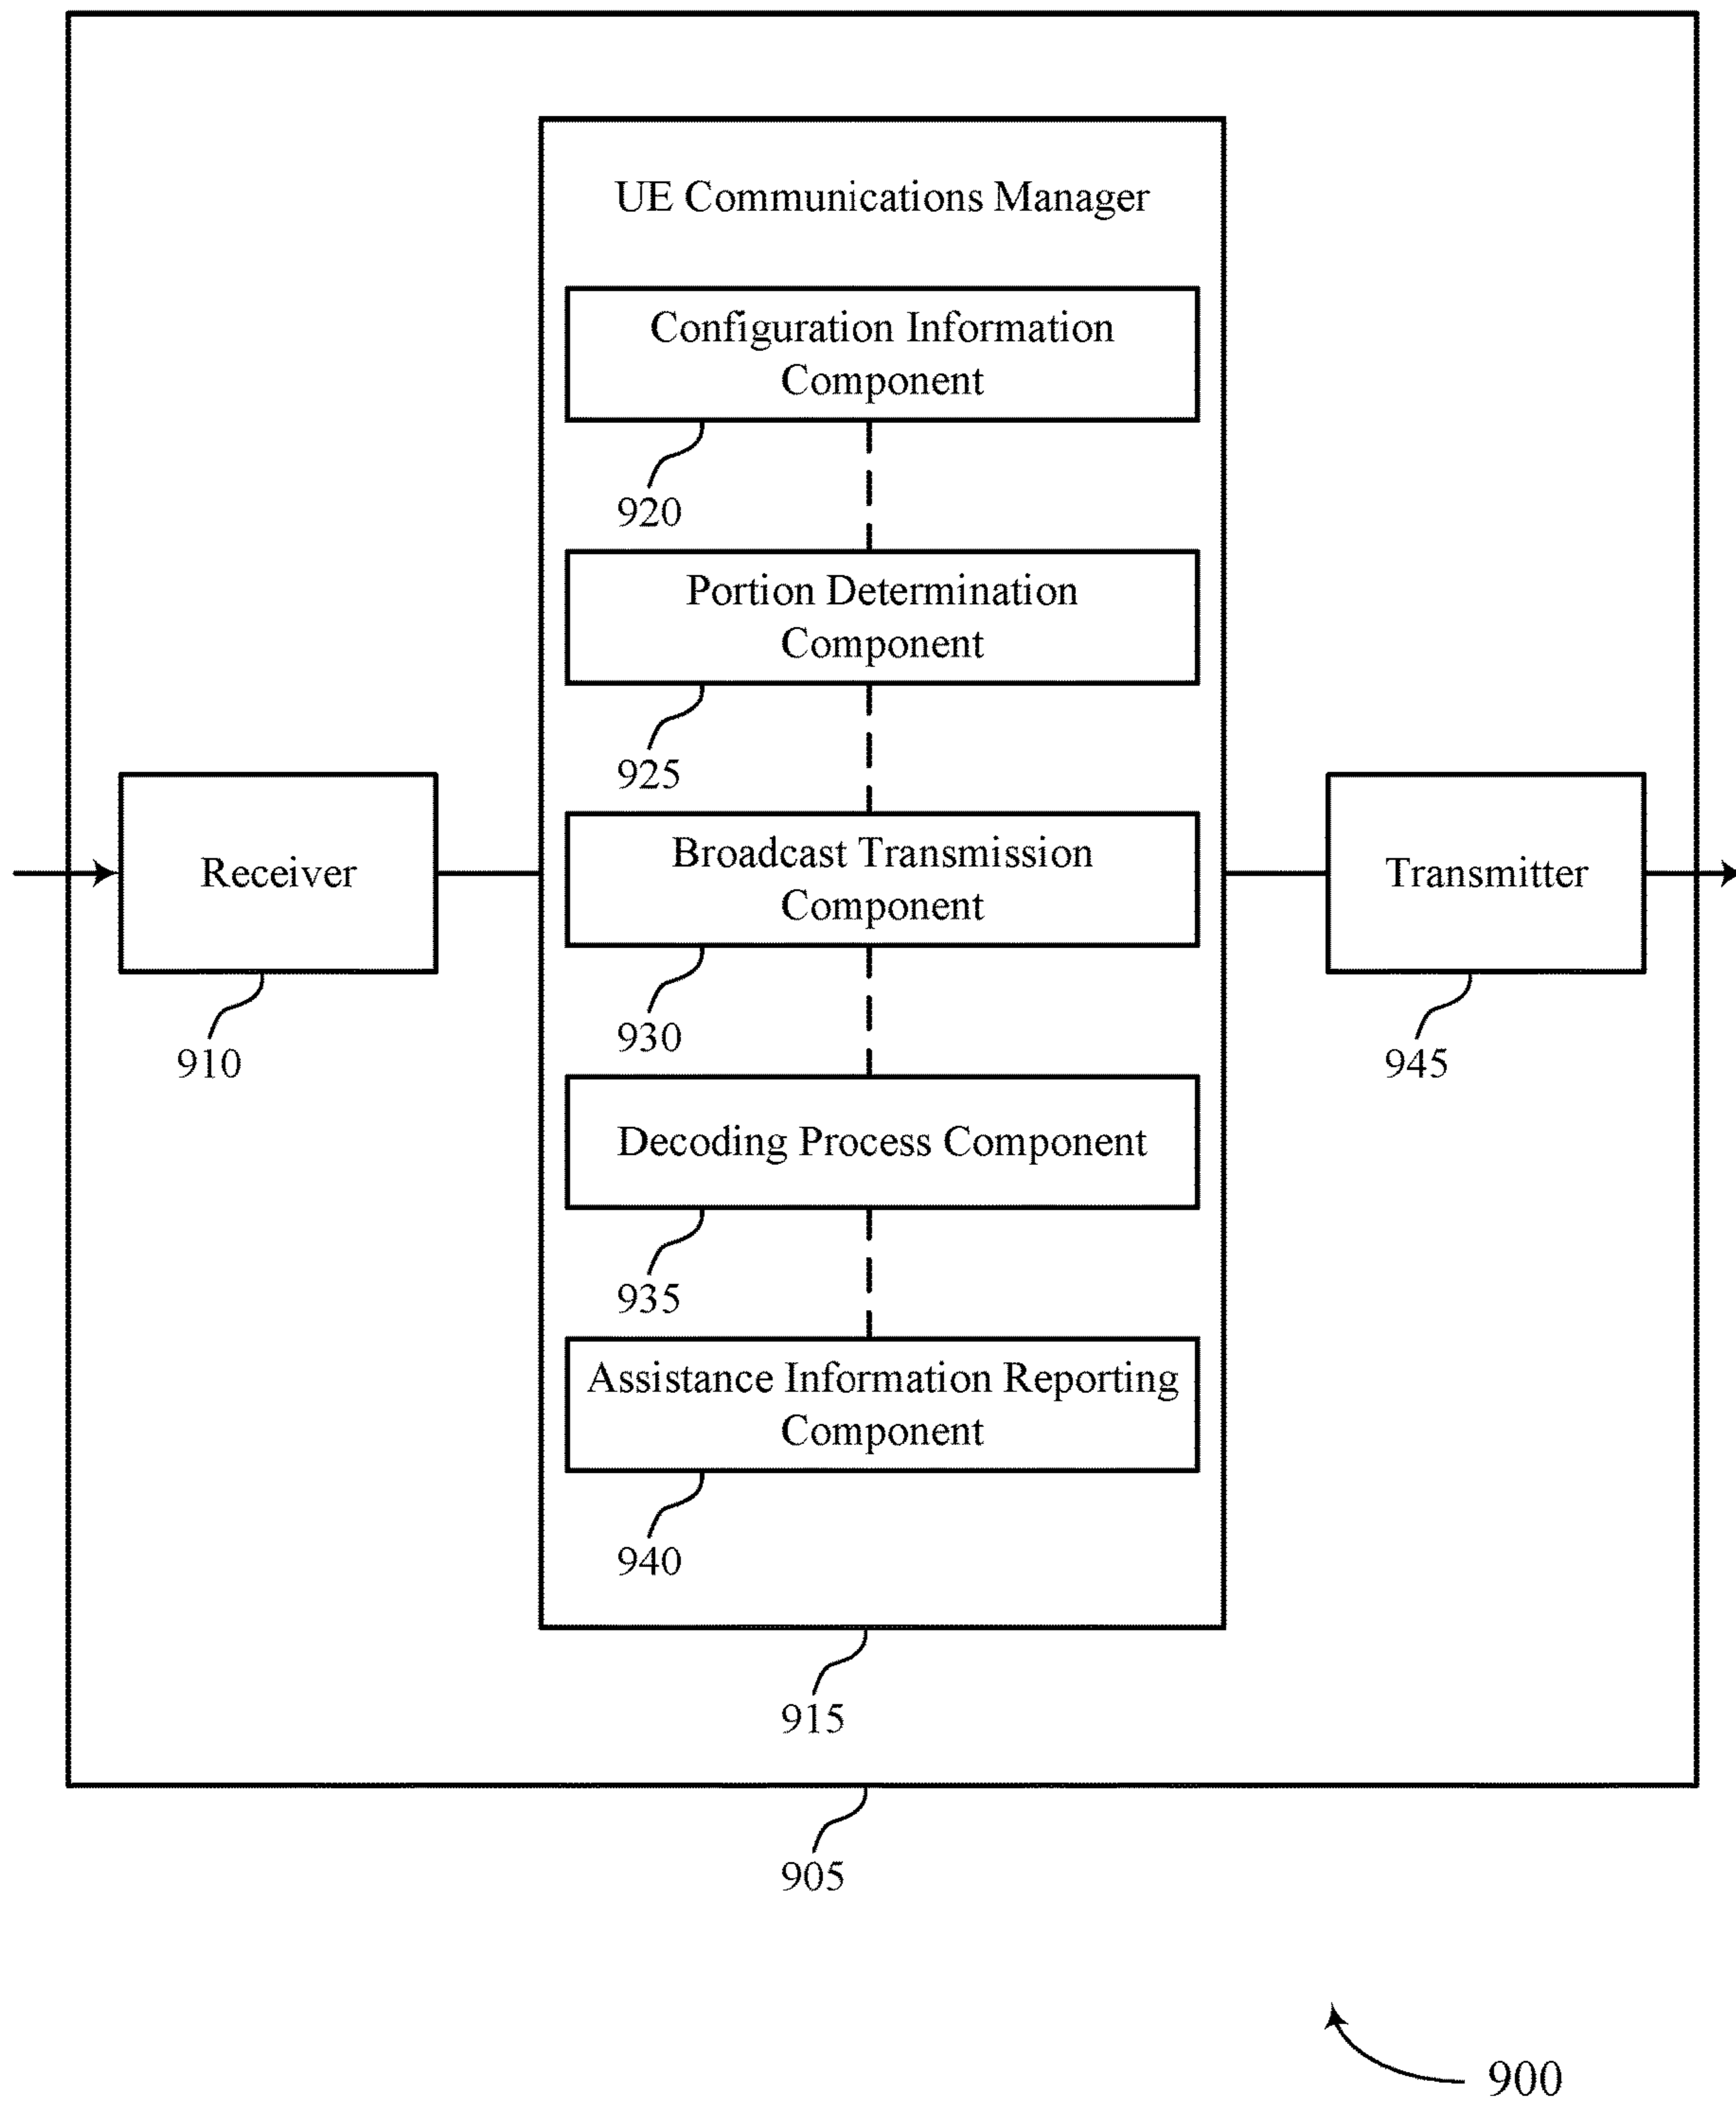 UE Communications Manager
Configuration Information
Component
920
Portion Determination
Component
925
Receiver
910
Broadcast Transmission
Component
930
Transmitter
945
Decoding Process Component
935
Assistance Information Reporting
Component
940
915
905
900